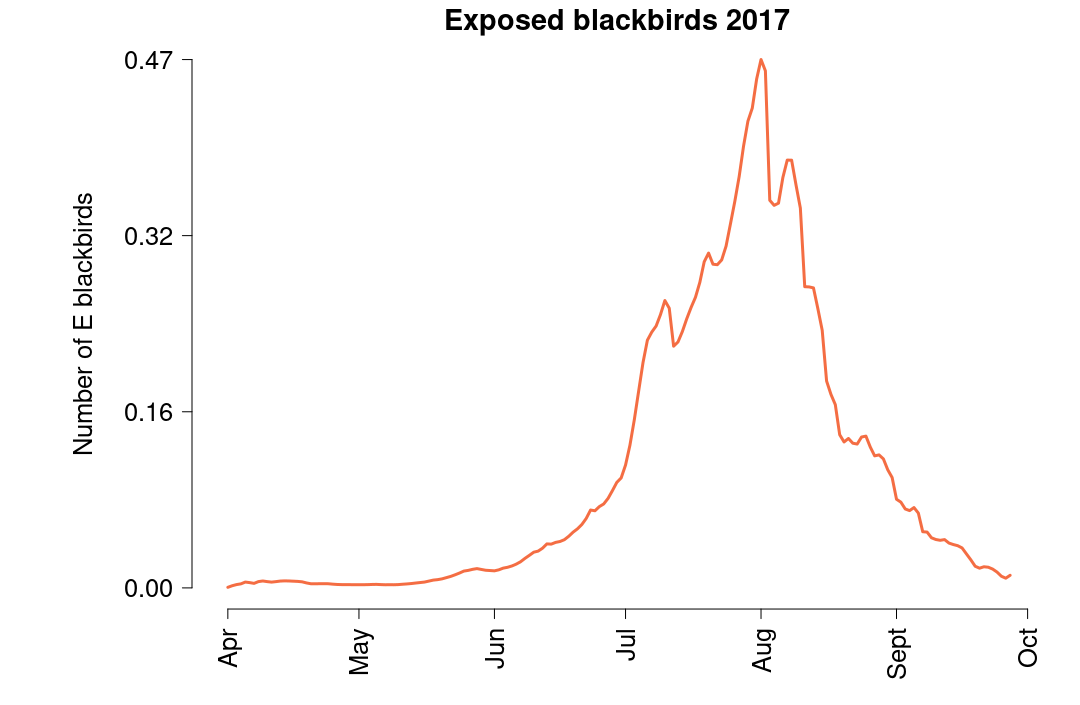 Exposed blackbirds 2017
Number of E blackbirds
0.47
0.32
0.16
0.00
Apr
May
Jun
Jul
Aug
Sept
Oct